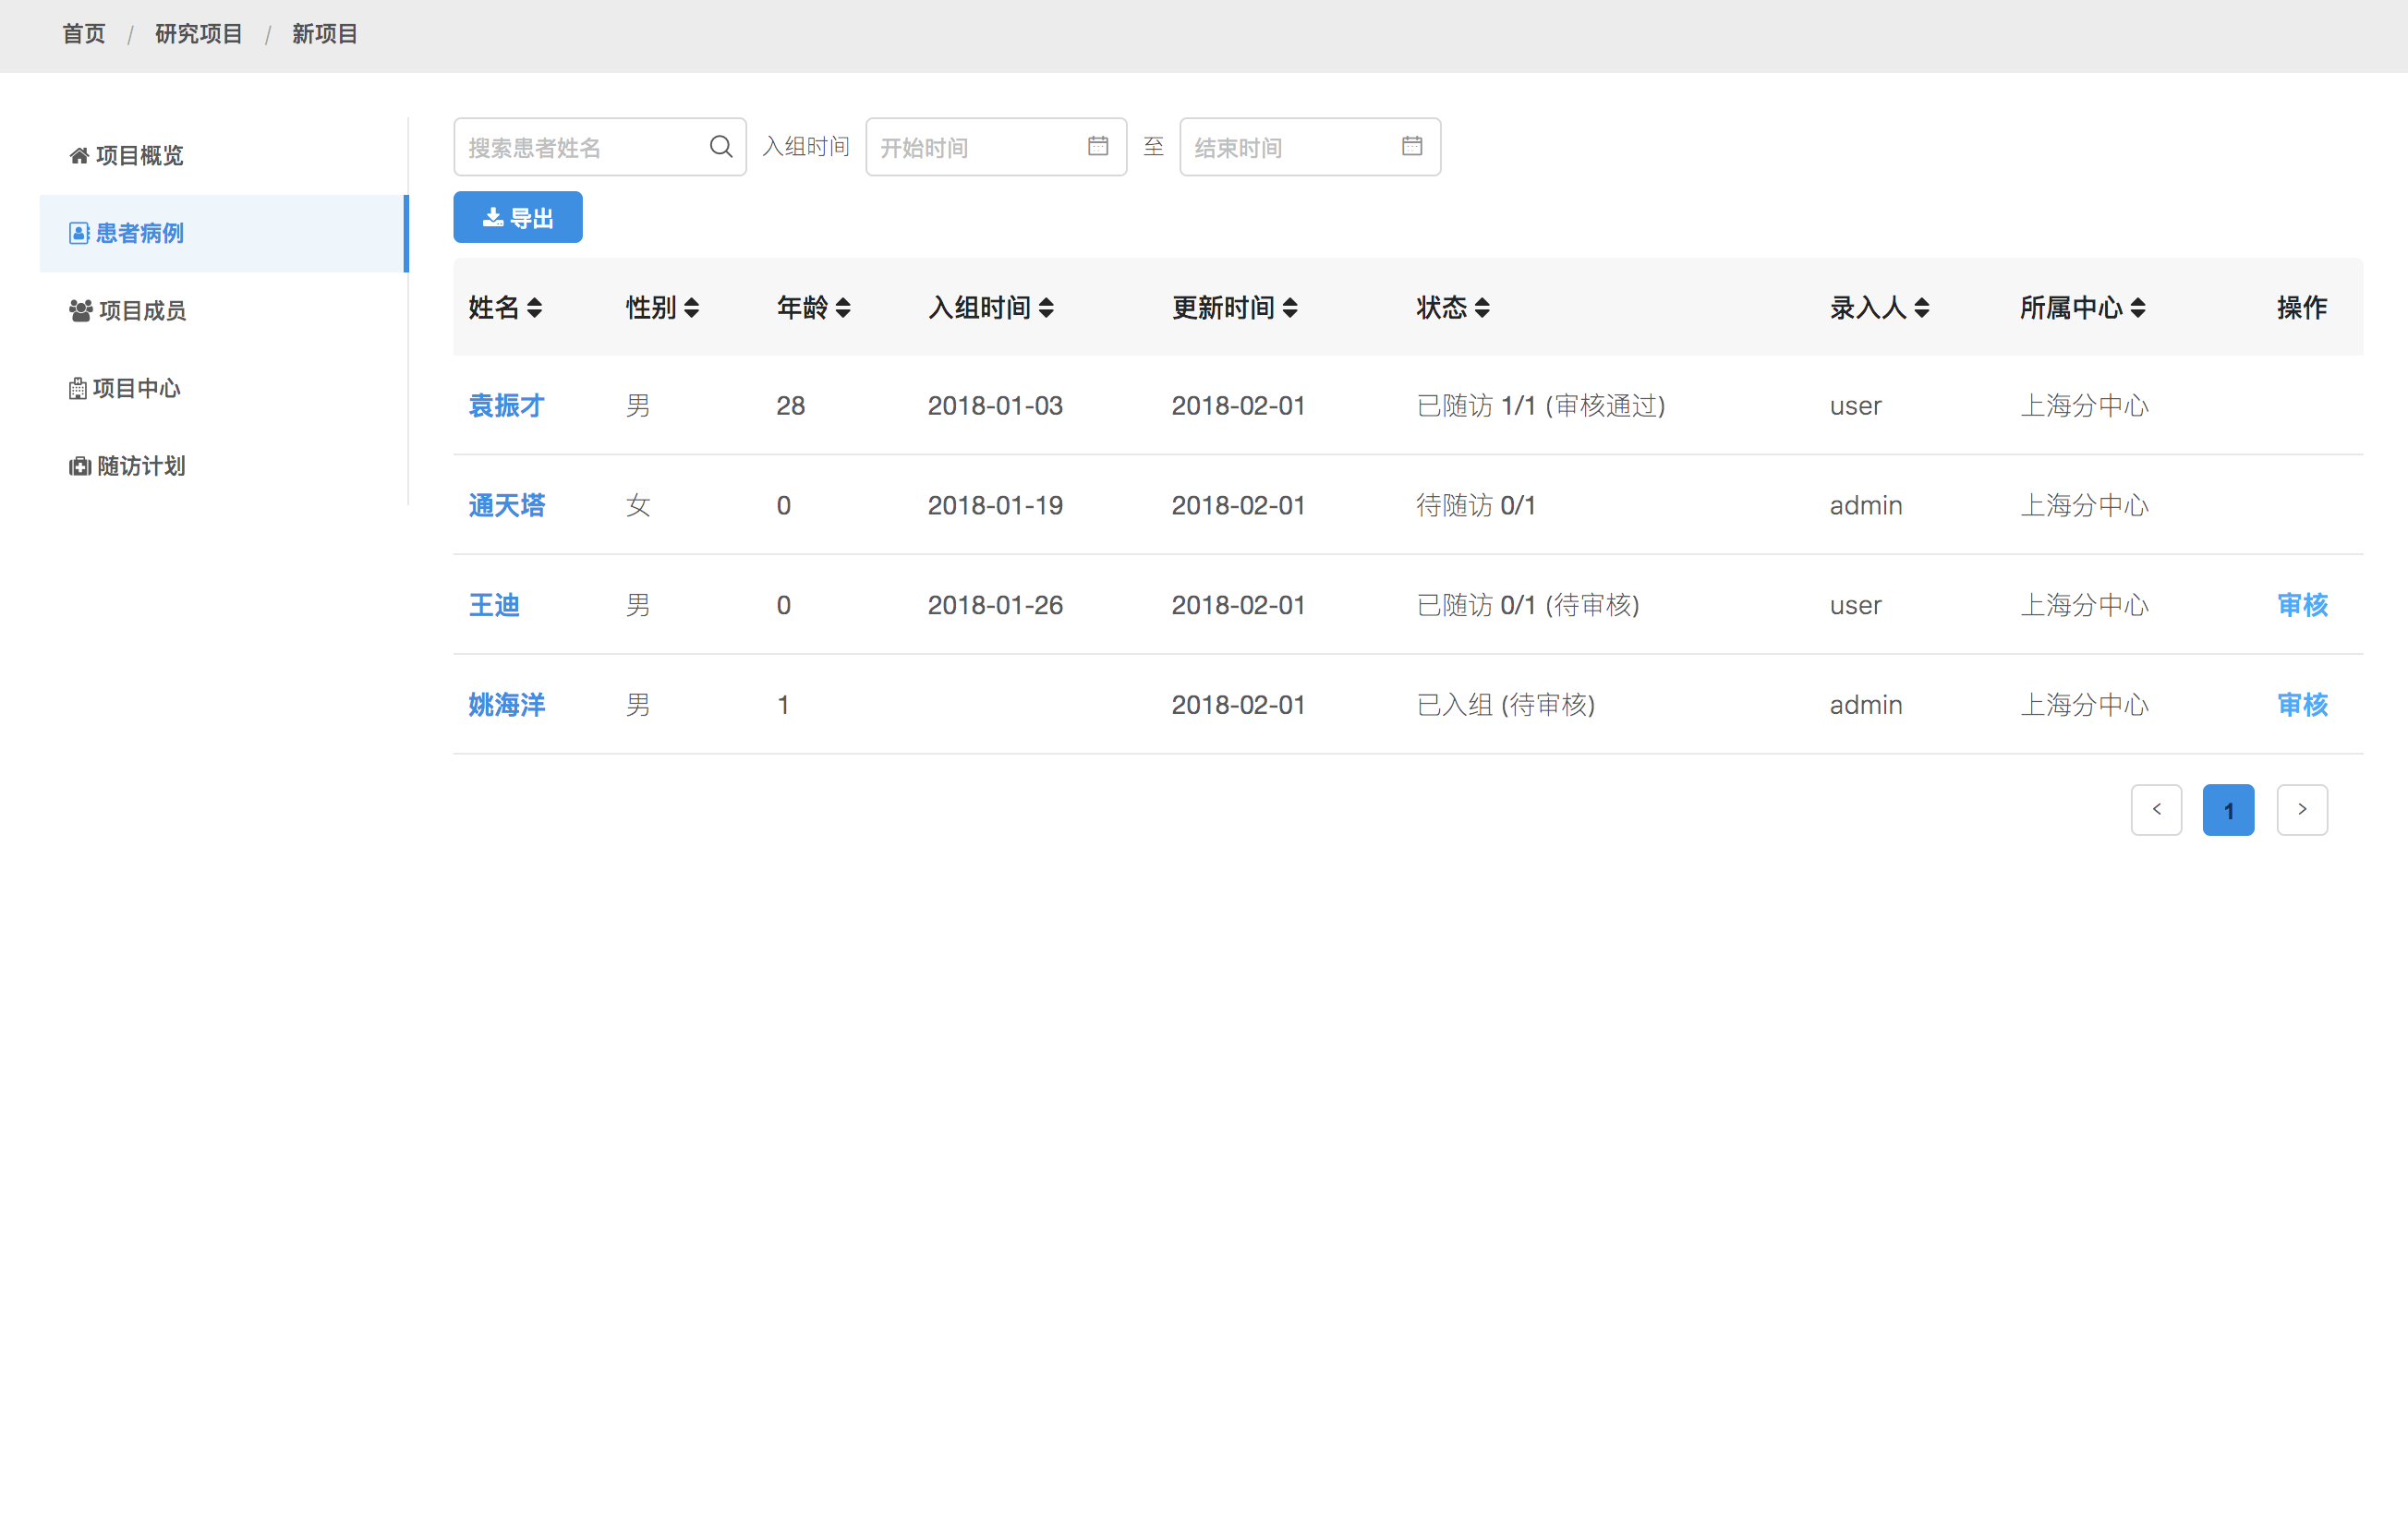 首页 / 研究项目 / 新项目
项目概览
患者病例
项目成员
项目中心
随访计划
搜索患者姓名 入组时间 开始时间 至 结束时间
导出
姓名 性别 年龄 入组时间 更新时间 状态 录入人 所属中心 操作
袁振才 男 28 2018-01-03 2018-02-01 已随访 1/1 (审核通过) user 上海分中心
通天塔 女 0 2018-01-19 2018-02-01 待随访 0/1 admin 上海分中心
王迪 男 0 2018-01-26 2018-02-01 已随访 0/1 (待审核) user 上海分中心 审核
姚海洋 男 1 2018-02-01 已入组 (待审核) admin 上海分中心 审核
< 1 >